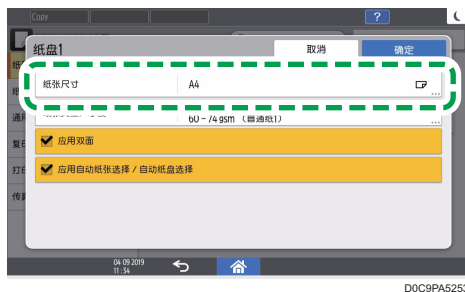 Copy
?
纸盘1
取消
确定
纸张尺寸
A4
60 – 74 gsm （普通纸1）
应用双面
应用自动纸张选择 / 自动纸盘选择
04 09 2019
11 : 34
D0C9PA5253